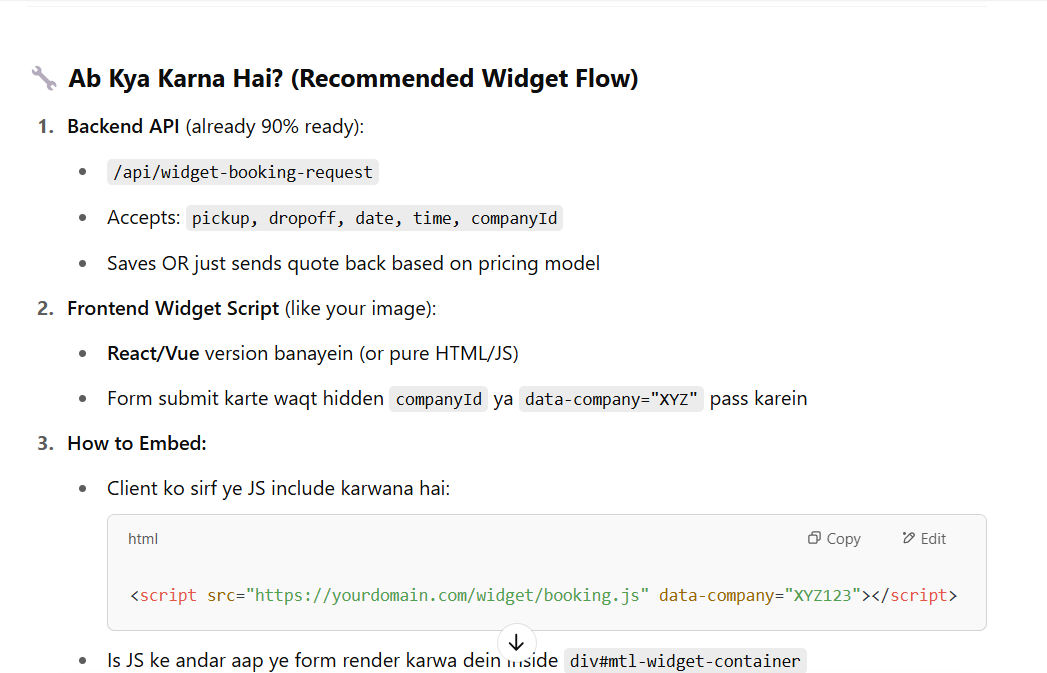 Ab Kya Karna Hai? (Recommended Widget Flow)
1. Backend API (already 90% ready):
/api/widget-booking-request
Accepts: pickup, dropoff, date, time, companyId
Saves OR just sends quote back based on pricing model
2. Frontend Widget Script (like your image):
React/Vue version banayein (or pure HTML/JS)
Form submit karte waqt hidden companyId ya data-company="XYZ" pass karein
3. How to Embed:
Client ko sirf ye JS include karwana hai:
html Copy Edit
<script src="https://yourdomain.com/widget/booking.js" data-company="XYZ123"></script>
Is JS ke andar aap ye form render karwa dein inside div#mtl-widget-container